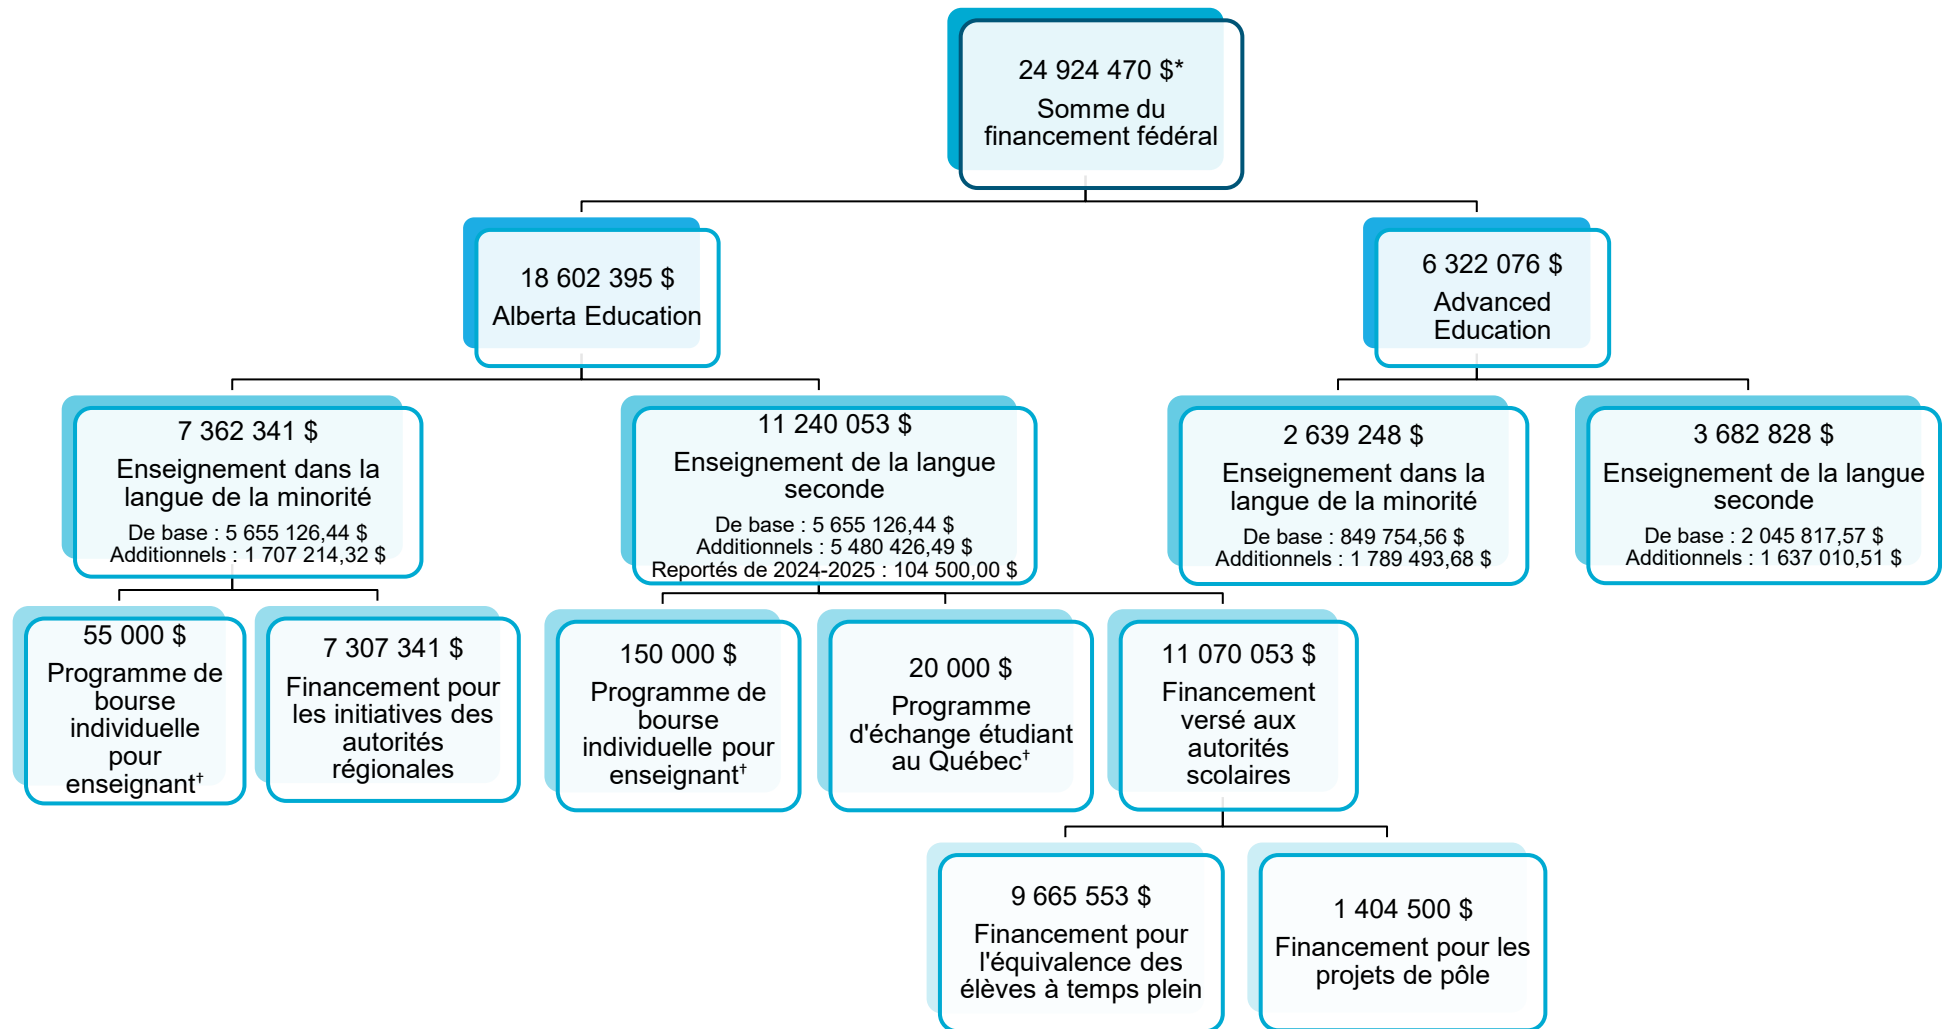 24 924 470 $*
Somme du
financement fédéral
18 602 395 $
Alberta Education
6 322 076 $
Advanced
Education
7 362 341 $
Enseignement dans la
langue de la minorité
De base : 5 655 126,44 $
Additionnels : 1 707 214,32 $
11 240 053 $
Enseignement de la langue
seconde
De base : 5 655 126,44 $
Additionnels : 5 480 426,49 $
Reportés de 2024-2025 : 104 500,00 $
2 639 248 $
Enseignement dans la
langue de la minorité
De base : 849 754,56 $
Additionnels : 1 789 493,68 $
3 682 828 $
Enseignement de la langue
seconde
De base : 2 045 817,57 $
Additionnels : 1 637 010,51 $
55 000 $
Programme de
bourse
individuelle
pour
enseignant†
7 307 341 $
Financement pour
les initiatives des
autorités
régionales
150 000 $
Programme de
bourse
individuelle pour
enseignant†
20 000 $
Programme
d'échange étudiant
au Québec†
11 070 053 $
Financement
versé aux
autorités
scolaires
9 665 553 $
Financement pour
l'équivalence des
élèves à temps plein
1 404 500 $
Financement pour les
projets de pôle